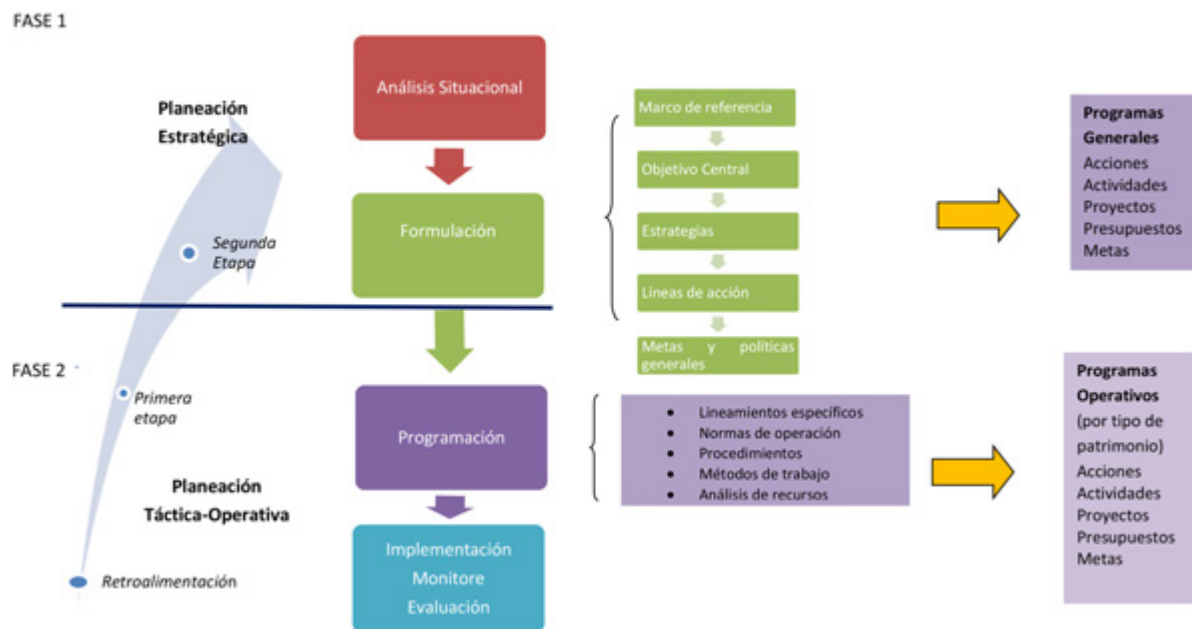 FASE 1
Planeación
Estratégica
Segunda
Etapa
Análisis Situacional
Formulación
Marco de referencia
Objetivo Central
Estrategias
Líneas de acción
Metas y políticas
generales
Programas
Generales
Acciones
Actividades
Proyectos
Presupuestos
Metas
FASE 2
Primera
etapa
Planeación
Táctica-Operativa
Retroalimentación
Programación
Implementación
Monitore
Evaluación
• Lineamientos específicos
• Normas de operación
• Procedimientos
• Métodos de trabajo
• Análisis de recursos
Programas
Operativos
(por tipo de
patrimonio)
Acciones
Actividades
Proyectos
Presupuestos
Metas